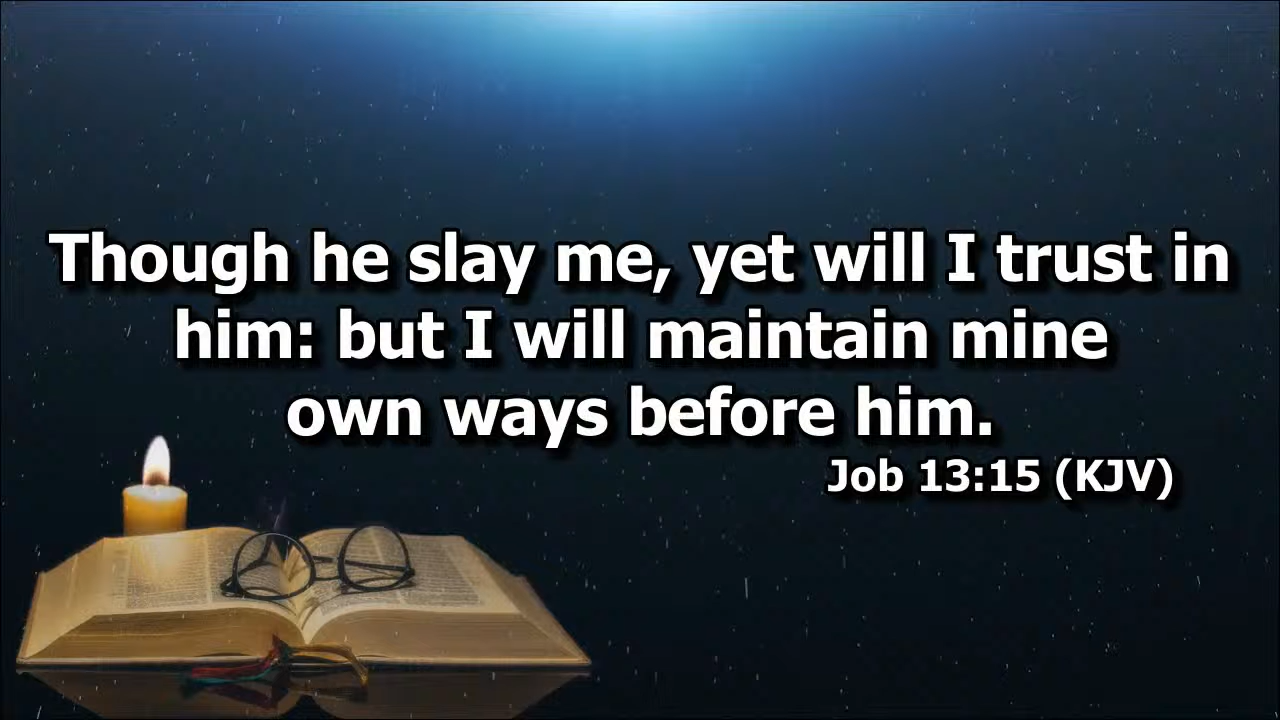 Though he slay me, yet will I trust in
him: but I will maintain mine
own ways before him.
Job 13:15 (KJV)